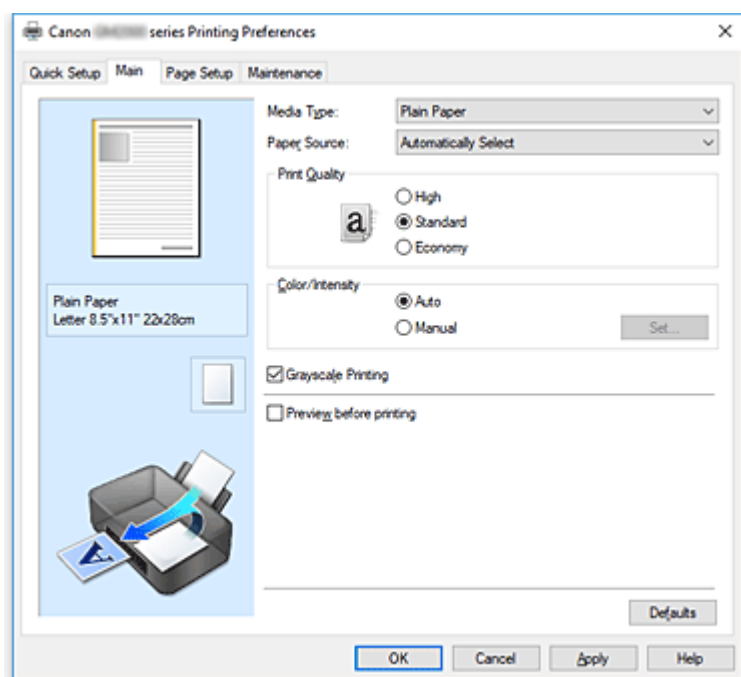 Canon series Printing Preferences
Quick Setup Main Page Setup Maintenance
Media Type: Plain Paper
Paper Source: Automatically Select
Print Quality
High
a
Standard
Economy
Color/Intensity
Auto
Manual Set...
Plain Paper
Letter 8.5"x11" 22x28cm
Grayscale Printing
Preview before printing
A
Defaults
OK Cancel Apply Help